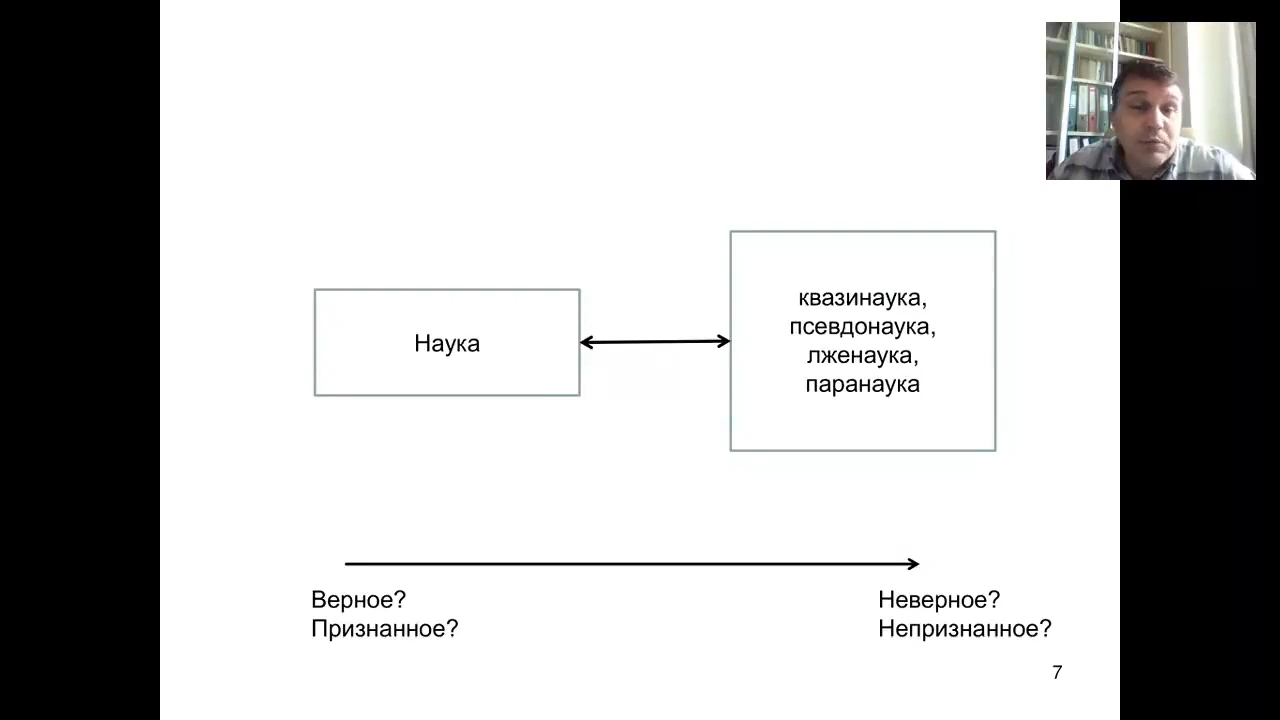 Наука
квазинаука,
псевдонаука,
лженаука,
паранаука
Верное?
Признанное?
Неверное?
Непризнанное?
7